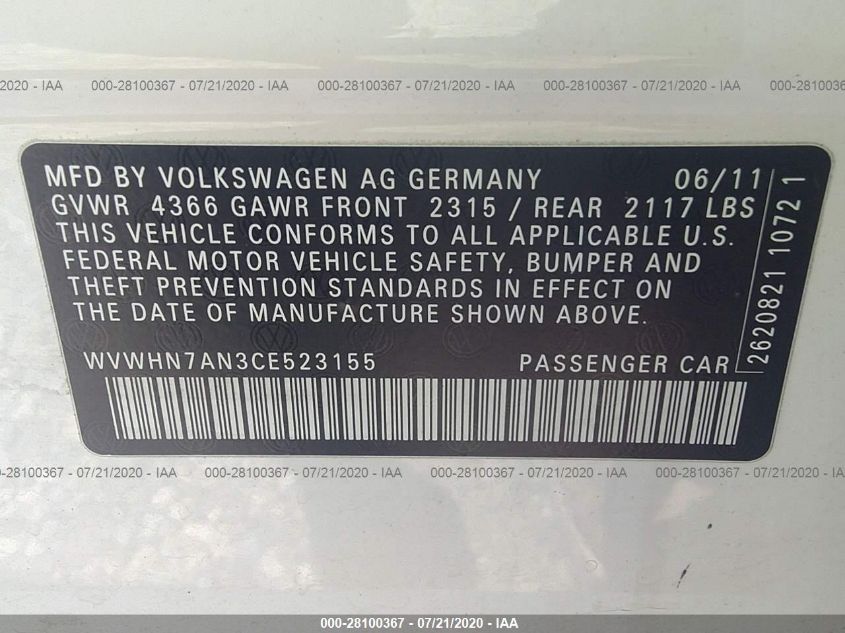 2020 - IAA 000-28100367 - 07/21/2020 - IAA 000-28100367 - 07/21/2020 - IAA 000-28100367 - 07/21/2020 - IAA 000-28100367
MFD BY VOLKSWAGEN AG GERMANY 06/11
GVWR 4366 GAWR FRONT 2315 / REAR 2117 LBS
THIS VEHICLE CONFORMS TO ALL APPLICABLE U.S.
FEDERAL MOTOR VEHICLE SAFETY, BUMPER AND
THEFT PREVENTION STANDARDS IN EFFECT ON
THE DATE OF MANUFACTURE SHOWN ABOVE.
WVWHN7AN3CE523155 PASSENGER CAR
2620821 1072 1
000-28100367 - 07/21/2020 - IAA 000-28100367 - 07/21/2020 - IAA 000-28100367 - 07/21/2020 - IAA 000-28100367 - 07/21/2020
000-28100367 - 07/21/2020 - IAA